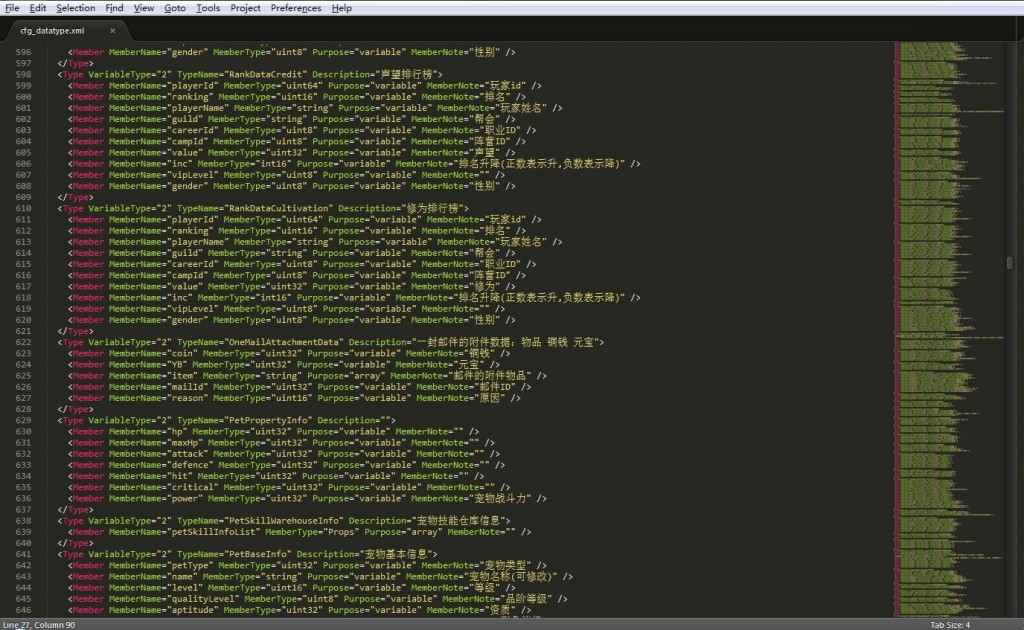 File Edit Selection Find View Goto Tools Project Preferences Help
cfg_datatype.xml ×
596 <Member MemberName="gender" MemberType="uint8" Purpose="variable" MemberNote="性别" />
597 </Type>
598 <Type VariableType="2" TypeName="RankDataCredit" Description="声望排行榜">
599 <Member MemberName="playerId" MemberType="uint64" Purpose="variable" MemberNote="玩家id" />
600 <Member MemberName="ranking" MemberType="uint16" Purpose="variable" MemberNote="排名" />
601 <Member MemberName="playerName" MemberType="string" Purpose="variable" MemberNote="玩家姓名" />
602 <Member MemberName="guild" MemberType="string" Purpose="variable" MemberNote="帮会" />
603 <Member MemberName="careerId" MemberType="uint8" Purpose="variable" MemberNote="职业ID" />
604 <Member MemberName="campId" MemberType="uint8" Purpose="variable" MemberNote="阵营ID" />
605 <Member MemberName="value" MemberType="uint32" Purpose="variable" MemberNote="声望" />
606 <Member MemberName="inc" MemberType="int16" Purpose="variable" MemberNote="排名升降(正数表示升,负数表示降)" />
607 <Member MemberName="vipLevel" MemberType="uint8" Purpose="variable" MemberNote="" />
608 <Member MemberName="gender" MemberType="uint8" Purpose="variable" MemberNote="性别" />
609 </Type>
610 <Type VariableType="2" TypeName="RankDataCultivation" Description="修为排行榜">
611 <Member MemberName="playerId" MemberType="uint64" Purpose="variable" MemberNote="玩家id" />
612 <Member MemberName="ranking" MemberType="uint16" Purpose="variable" MemberNote="排名" />
613 <Member MemberName="playerName" MemberType="string" Purpose="variable" MemberNote="玩家姓名" />
614 <Member MemberName="guild" MemberType="string" Purpose="variable" MemberNote="帮会" />
615 <Member MemberName="careerId" MemberType="uint8" Purpose="variable" MemberNote="职业ID" />
616 <Member MemberName="campId" MemberType="uint8" Purpose="variable" MemberNote="阵营ID" />
617 <Member MemberName="value" MemberType="uint32" Purpose="variable" MemberNote="修为" />
618 <Member MemberName="inc" MemberType="int16" Purpose="variable" MemberNote="排名升降(正数表示升,负数表示降)" />
619 <Member MemberName="vipLevel" MemberType="uint8" Purpose="variable" MemberNote="" />
620 <Member MemberName="gender" MemberType="uint8" Purpose="variable" MemberNote="性别" />
621 </Type>
622 <Type VariableType="2" TypeName="OneMailAttachmentData" Description="一封邮件的附件数据: 物品 铜钱 元宝">
623 <Member MemberName="coin" MemberType="uint32" Purpose="variable" MemberNote="铜钱" />
624 <Member MemberName="YB" MemberType="uint32" Purpose="variable" MemberNote="元宝" />
625 <Member MemberName="item" MemberType="string" Purpose="array" MemberNote="邮件的附件物品" />
626 <Member MemberName="mailId" MemberType="uint32" Purpose="variable" MemberNote="邮件ID" />
627 <Member MemberName="reason" MemberType="uint16" Purpose="variable" MemberNote="原因" />
628 </Type>
629 <Type VariableType="2" TypeName="PetPropertyInfo" Description="">
630 <Member MemberName="hp" MemberType="uint32" Purpose="variable" MemberNote="" />
631 <Member MemberName="maxHp" MemberType="uint32" Purpose="variable" MemberNote="" />
632 <Member MemberName="attack" MemberType="uint32" Purpose="variable" MemberNote="" />
633 <Member MemberName="defence" MemberType="uint32" Purpose="variable" MemberNote="" />
634 <Member MemberName="hit" MemberType="uint32" Purpose="variable" MemberNote="" />
635 <Member MemberName="critical" MemberType="uint32" Purpose="variable" MemberNote="" />
636 <Member MemberName="power" MemberType="uint32" Purpose="variable" MemberNote="宠物战斗力" />
637 </Type>
638 <Type VariableType="2" TypeName="PetSkillWarehouseInfo" Description="宠物技能仓库信息">
639 <Member MemberName="petSkillInfoList" MemberType="Props" Purpose="array" MemberNote="" />
640 </Type>
641 <Type VariableType="2" TypeName="PetBaseInfo" Description="宠物基本信息">
642 <Member MemberName="petType" MemberType="uint32" Purpose="variable" MemberNote="宠物类型" />
643 <Member MemberName="name" MemberType="string" Purpose="variable" MemberNote="宠物名称(可修改)" />
644 <Member MemberName="level" MemberType="uint16" Purpose="variable" MemberNote="等级" />
645 <Member MemberName="qualityLevel" MemberType="uint8" Purpose="variable" MemberNote="品阶等级" />
646 <Member MemberName="aptitude" MemberType="uint32" Purpose="variable" MemberNote="资质" />
Line 27, Column 90 Tab Size: 4